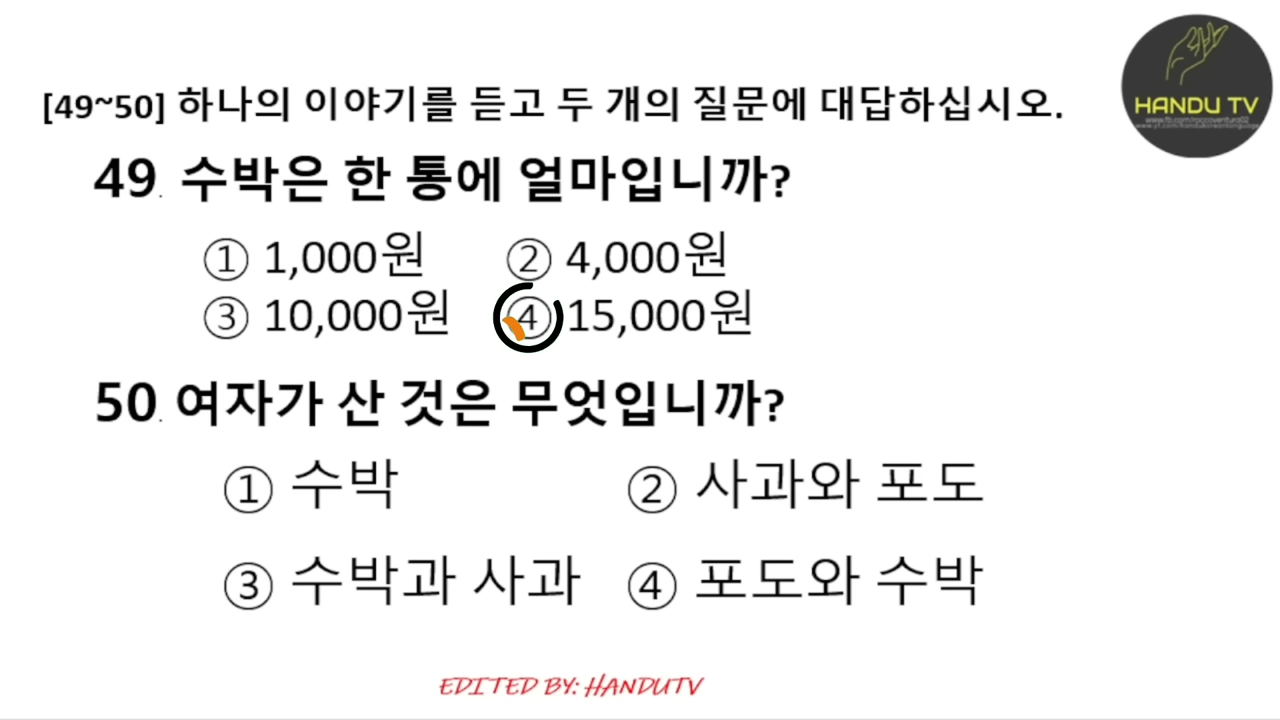 HANDU TV
[49~50] 하나의 이야기를 듣고 두 개의 질문에 대답하십시오.
49. 수박은 한 통에 얼마입니까?
① 1,000원 ② 4,000원
③ 10,000원 ④ 15,000원
50. 여자가 산 것은 무엇입니까?
① 수박 ② 사과와 포도
③ 수박과 사과 ④ 포도와 수박
EDITED BY: HANDUTV